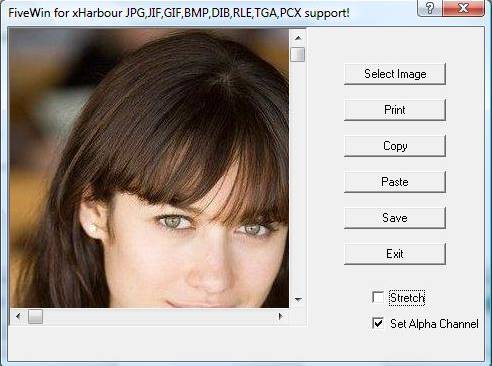 FiveWin for xHarbour JPG,JIF,GIF,BMP,DIB,RLE,TGA,PCX support!
Select Image
Print
Copy
Paste
Save
Exit
Stretch
Set Alpha Channel